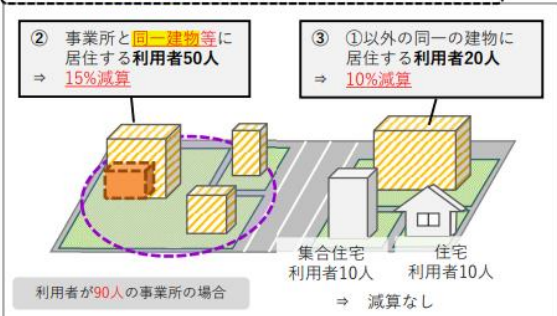 ② 事業所と同一建物等に
居住する利用者50人
⇒ 15%減算
③ ①以外の同一の建物に
居住する利用者20人
⇒ 10%減算
集合住宅
利用者10人
住宅
利用者10人
⇒ 減算なし
利用者が90人の事業所の場合